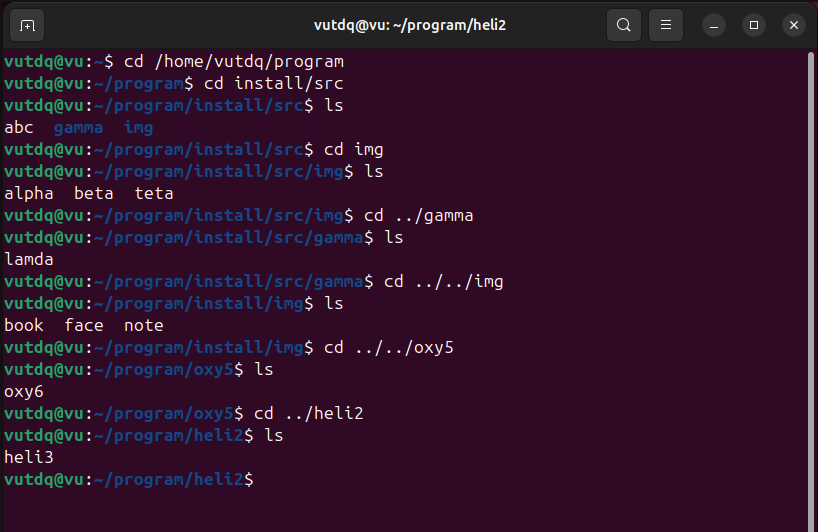 vutdq@vu: ~/program/heli2
vutdq@vu:~$ cd /home/vutdq/program
vutdq@vu:~/program$ cd install/src
vutdq@vu:~/program/install/src$ ls
abc  gamma  img
vutdq@vu:~/program/install/src$ cd img
vutdq@vu:~/program/install/src/img$ ls
alpha  beta  teta
vutdq@vu:~/program/install/src/img$ cd ../gamma
vutdq@vu:~/program/install/src/gamma$ ls
lamda
vutdq@vu:~/program/install/src/gamma$ cd ../../img
vutdq@vu:~/program/install/img$ ls
book  face  note
vutdq@vu:~/program/install/img$ cd ../../oxy5
vutdq@vu:~/program/oxy5$ ls
oxy6
vutdq@vu:~/program/oxy5$ cd ../heli2
vutdq@vu:~/program/heli2$ ls
heli3
vutdq@vu:~/program/heli2$